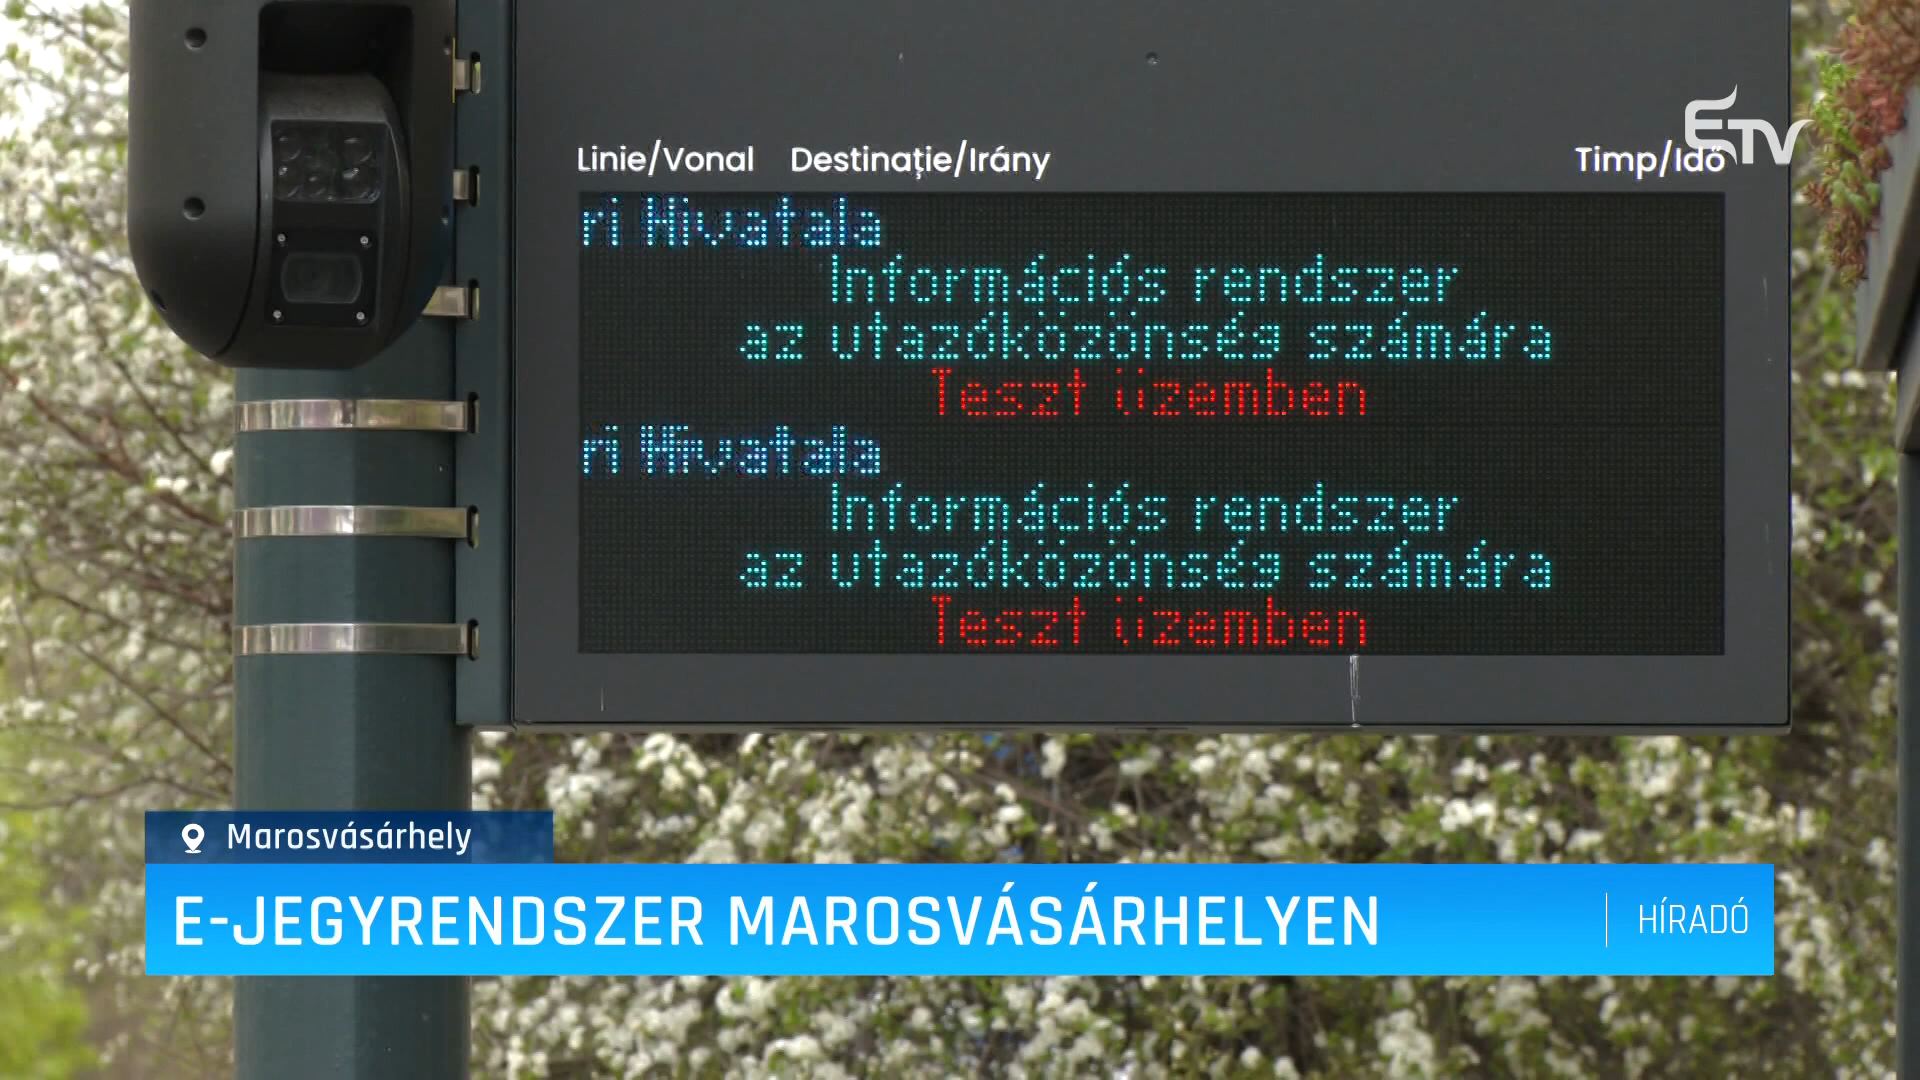 ETV
Linie/Vonal Destinație/Irány Timp/Idő
ri Hivatala
Információs rendszer
az utazóközönség számára
Teszt üzemben
ri Hivatala
Információs rendszer
az utazóközönség számára
Teszt üzemben
Marosvásárhely
E-JEGYRENDSZER MAROSVÁSÁRHELYEN
HÍRADÓ